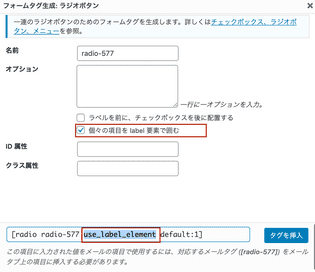 フォームタグ生成: ラジオボタン
×
一連のラジオボタンのためのフォームタグを生成します。詳しくはチェックボックス、ラジオボ
タン、メニューを参照。
名前
radio-577
オプション
一行に一オプションを入力。
ラベルを前に、チェックボックスを後に配置する
個々の項目を label 要素で囲む
ID 属性
クラス属性
[radio radio-577 use_label_element default:1]
タグを挿入
この項目に入力された値をメールの項目で使用するには、対応するメールタグ ([radio-577]) をメール
タブ上の項目に挿入する必要があります。